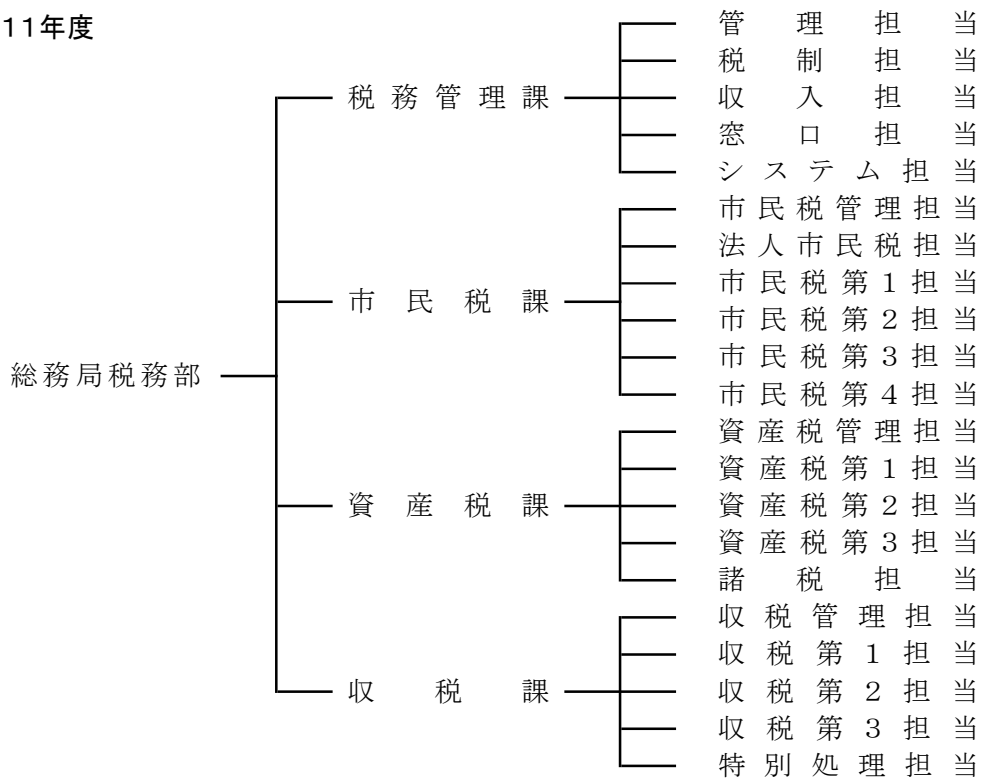 11年度
管理担当
税制担当
税務管理課 収入担当
窓口担当
システム担当
市民税管理担当
法人市民税担当
市民税課 市民税第1担当
市民税第2担当
市民税第3担当
総務局税務部
市民税第4担当
資産税管理担当
資産税第1担当
資産税課 資産税第2担当
資産税第3担当
諸税担当
収税管理担当
収税第1担当
収税課 収税第2担当
収税第3担当
特別処理担当